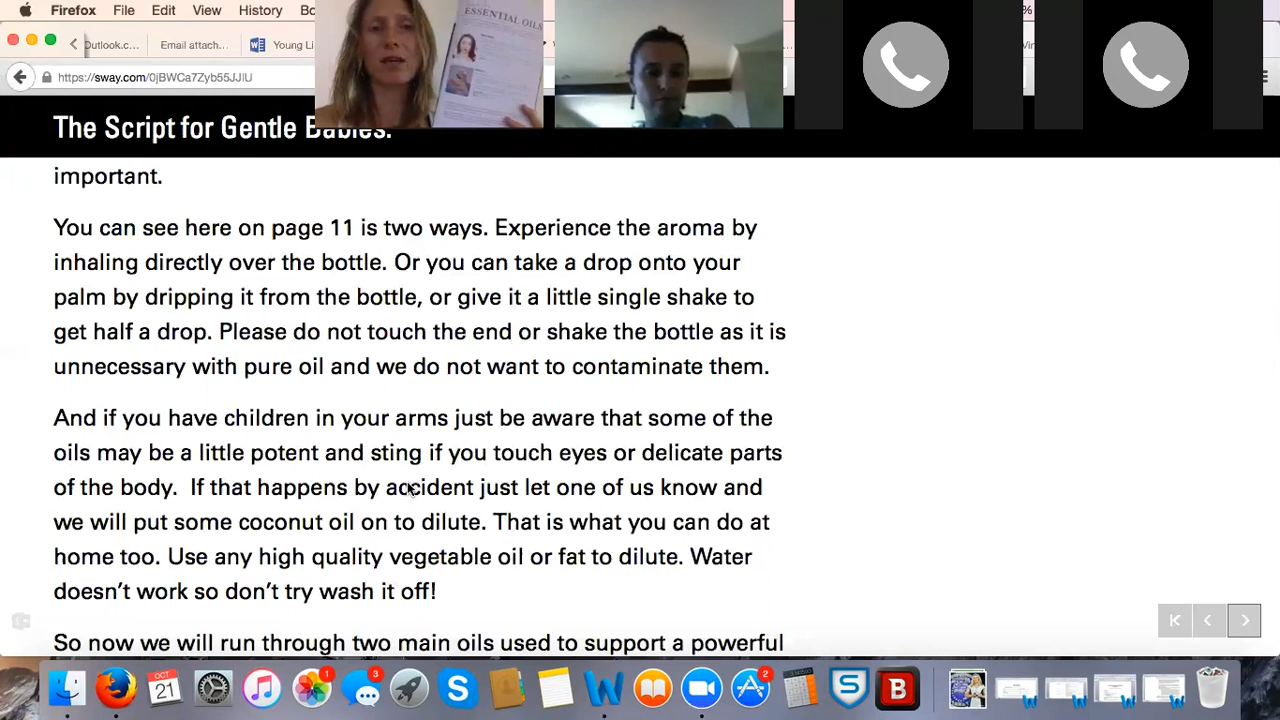 Firefox File Edit View History Bo %
Outlook.c... Email attach... Young Li
https://sway.com/0jBWCa7Zyb55JJlU
ESSENTIAL OILS
The Script for Gentle Babies.
important.
You can see here on page 11 is two ways. Experience the aroma by
inhaling directly over the bottle. Or you can take a drop onto your
palm by dripping it from the bottle, or give it a little single shake to
get half a drop. Please do not touch the end or shake the bottle as it is
unnecessary with pure oil and we do not want to contaminate them.
And if you have children in your arms just be aware that some of the
oils may be a little potent and sting if you touch eyes or delicate parts
of the body. If that happens by accident just let one of us know and
we will put some coconut oil on to dilute. That is what you can do at
home too. Use any high quality vegetable oil or fat to dilute. Water
doesn't work so don't try wash it off!
So now we will run through two main oils used to support a powerful
OCT
21
1
3
2